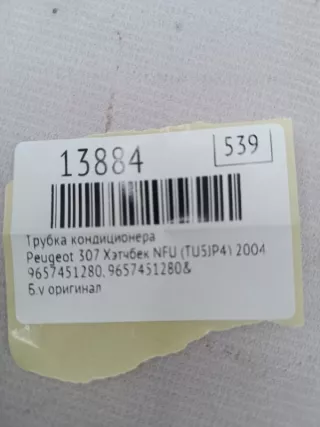 13884
539
Трубка кондиционера
Peugeot 307 Хэтчбек NFU (TU5JP4) 2004
9657451280, 9657451280&
Б.у оригинал